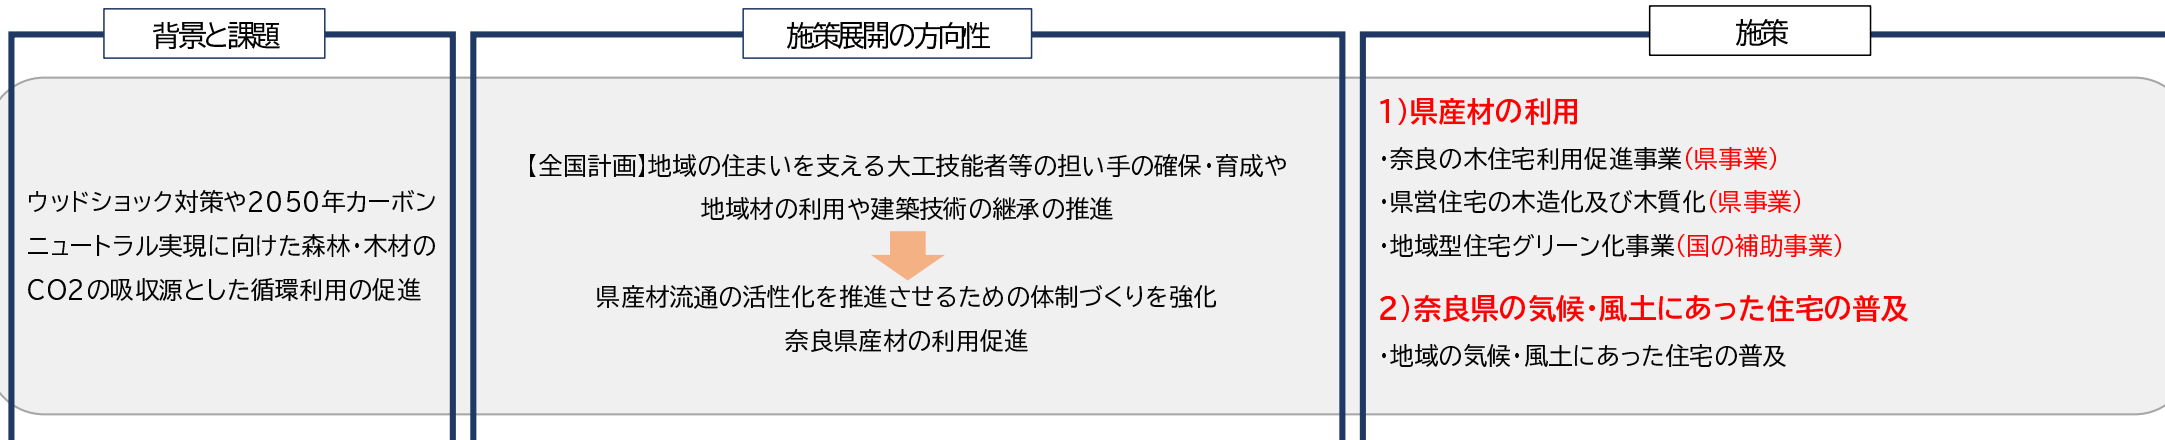 背景と課題
ウッドショック対策や2050年カーボン
ニュートラル実現に向けた森林・木材の
CO2の吸収源とした循環利用の促進
施策展開の方向性
【全国計画】地域の住まいを支える大工技能者等の担い手の確保・育成や
地域材の利用や建築技術の継承の推進
県産材流通の活性化を推進させるための体制づくりを強化
奈良県産材の利用促進
施策
1)県産材の利用
・奈良の木住宅利用促進事業(県事業)
・県営住宅の木造化及び木質化(県事業)
・地域型住宅グリーン化事業(国の補助事業)
2)奈良県の気候・風土にあった住宅の普及
・地域の気候・風土にあった住宅の普及